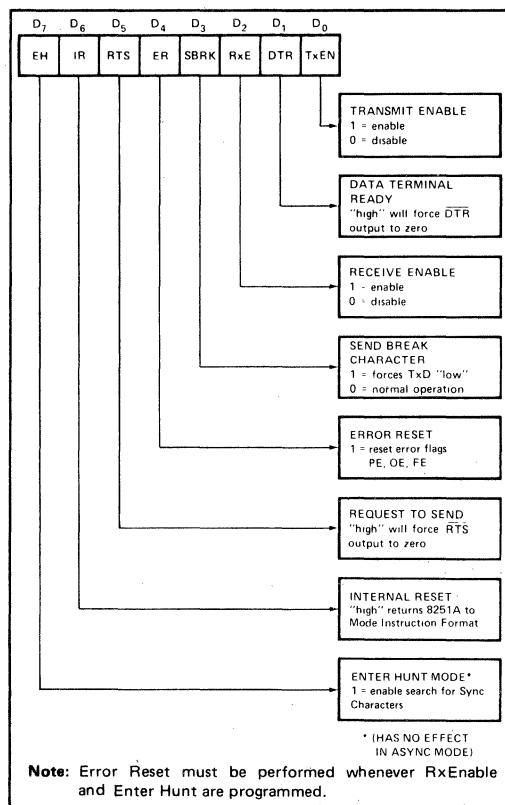 D7 D6 D5 D4 D3 D2 D1 D0
EH IR RTS ER SBRK RxE DTR TxEN
TRANSMIT ENABLE
1 = enable
0 = disable
DATA TERMINAL
READY
"high" will force DTR
output to zero
RECEIVE ENABLE
1 - enable
0 = disable
SEND BREAK
CHARACTER
1 = forces TxD "low"
0 = normal operation
ERROR RESET
1 = reset error flags
PE, OE, FE
REQUEST TO SEND
"high" will force RTS
output to zero
INTERNAL RESET
"high" returns 8251A to
Mode Instruction Format
ENTER HUNT MODE*
1 = enable search for Sync
Characters
* (HAS NO EFFECT
IN ASYNC MODE)
Note: Error Reset must be performed whenever RxEnable
and Enter Hunt are programmed.